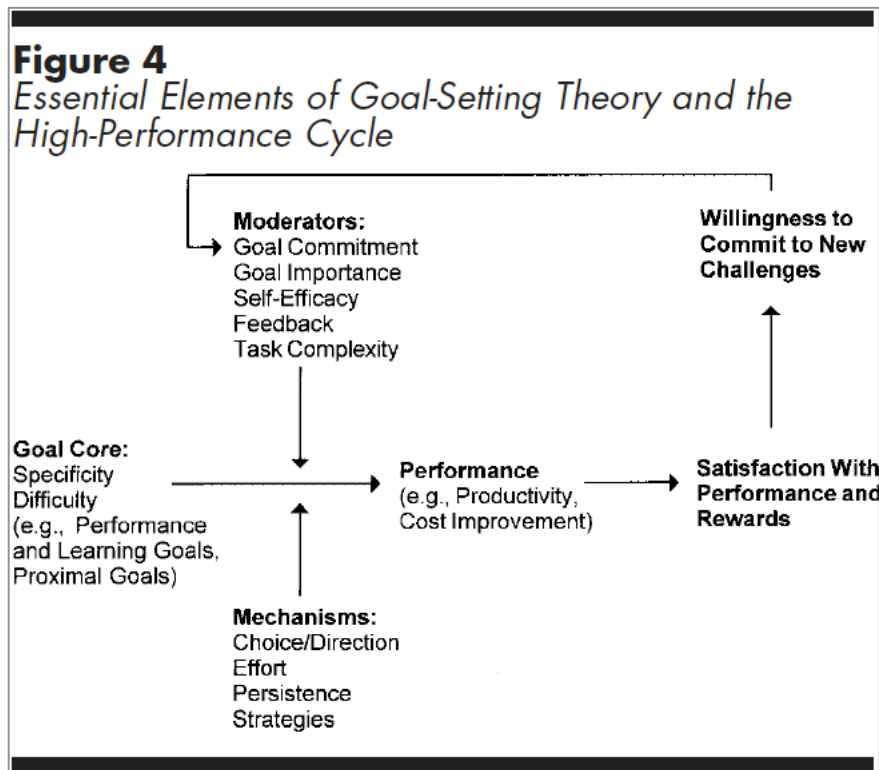 Figure 4
Essential Elements of Goal-Setting Theory and the
High-Performance Cycle
Moderators:
Goal Commitment
Goal Importance
Self-Efficacy
Feedback
Task Complexity
Willingness to
Commit to New
Challenges
Goal Core:
Specificity
Difficulty
(e.g., Performance
and Learning Goals,
Proximal Goals)
Performance
(e.g., Productivity,
Cost Improvement)
Satisfaction With
Performance and
Rewards
Mechanisms:
Choice/Direction
Effort
Persistence
Strategies